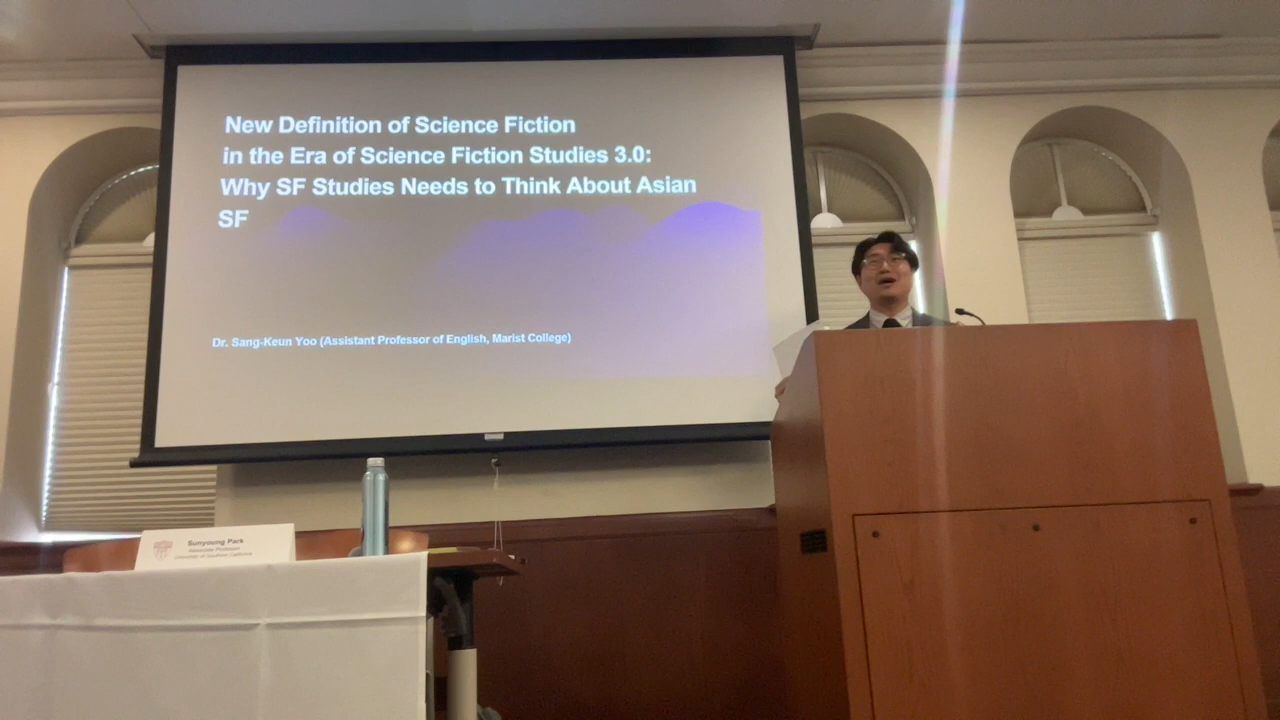 New Definition of Science Fiction
in the Era of Science Fiction Studies 3.0:
Why SF Studies Needs to Think About Asian
SF
Dr. Sang-Keun Yoo (Assistant Professor of English, Marist College)
Sunyoung Park
Associate Professor
University of Southern California